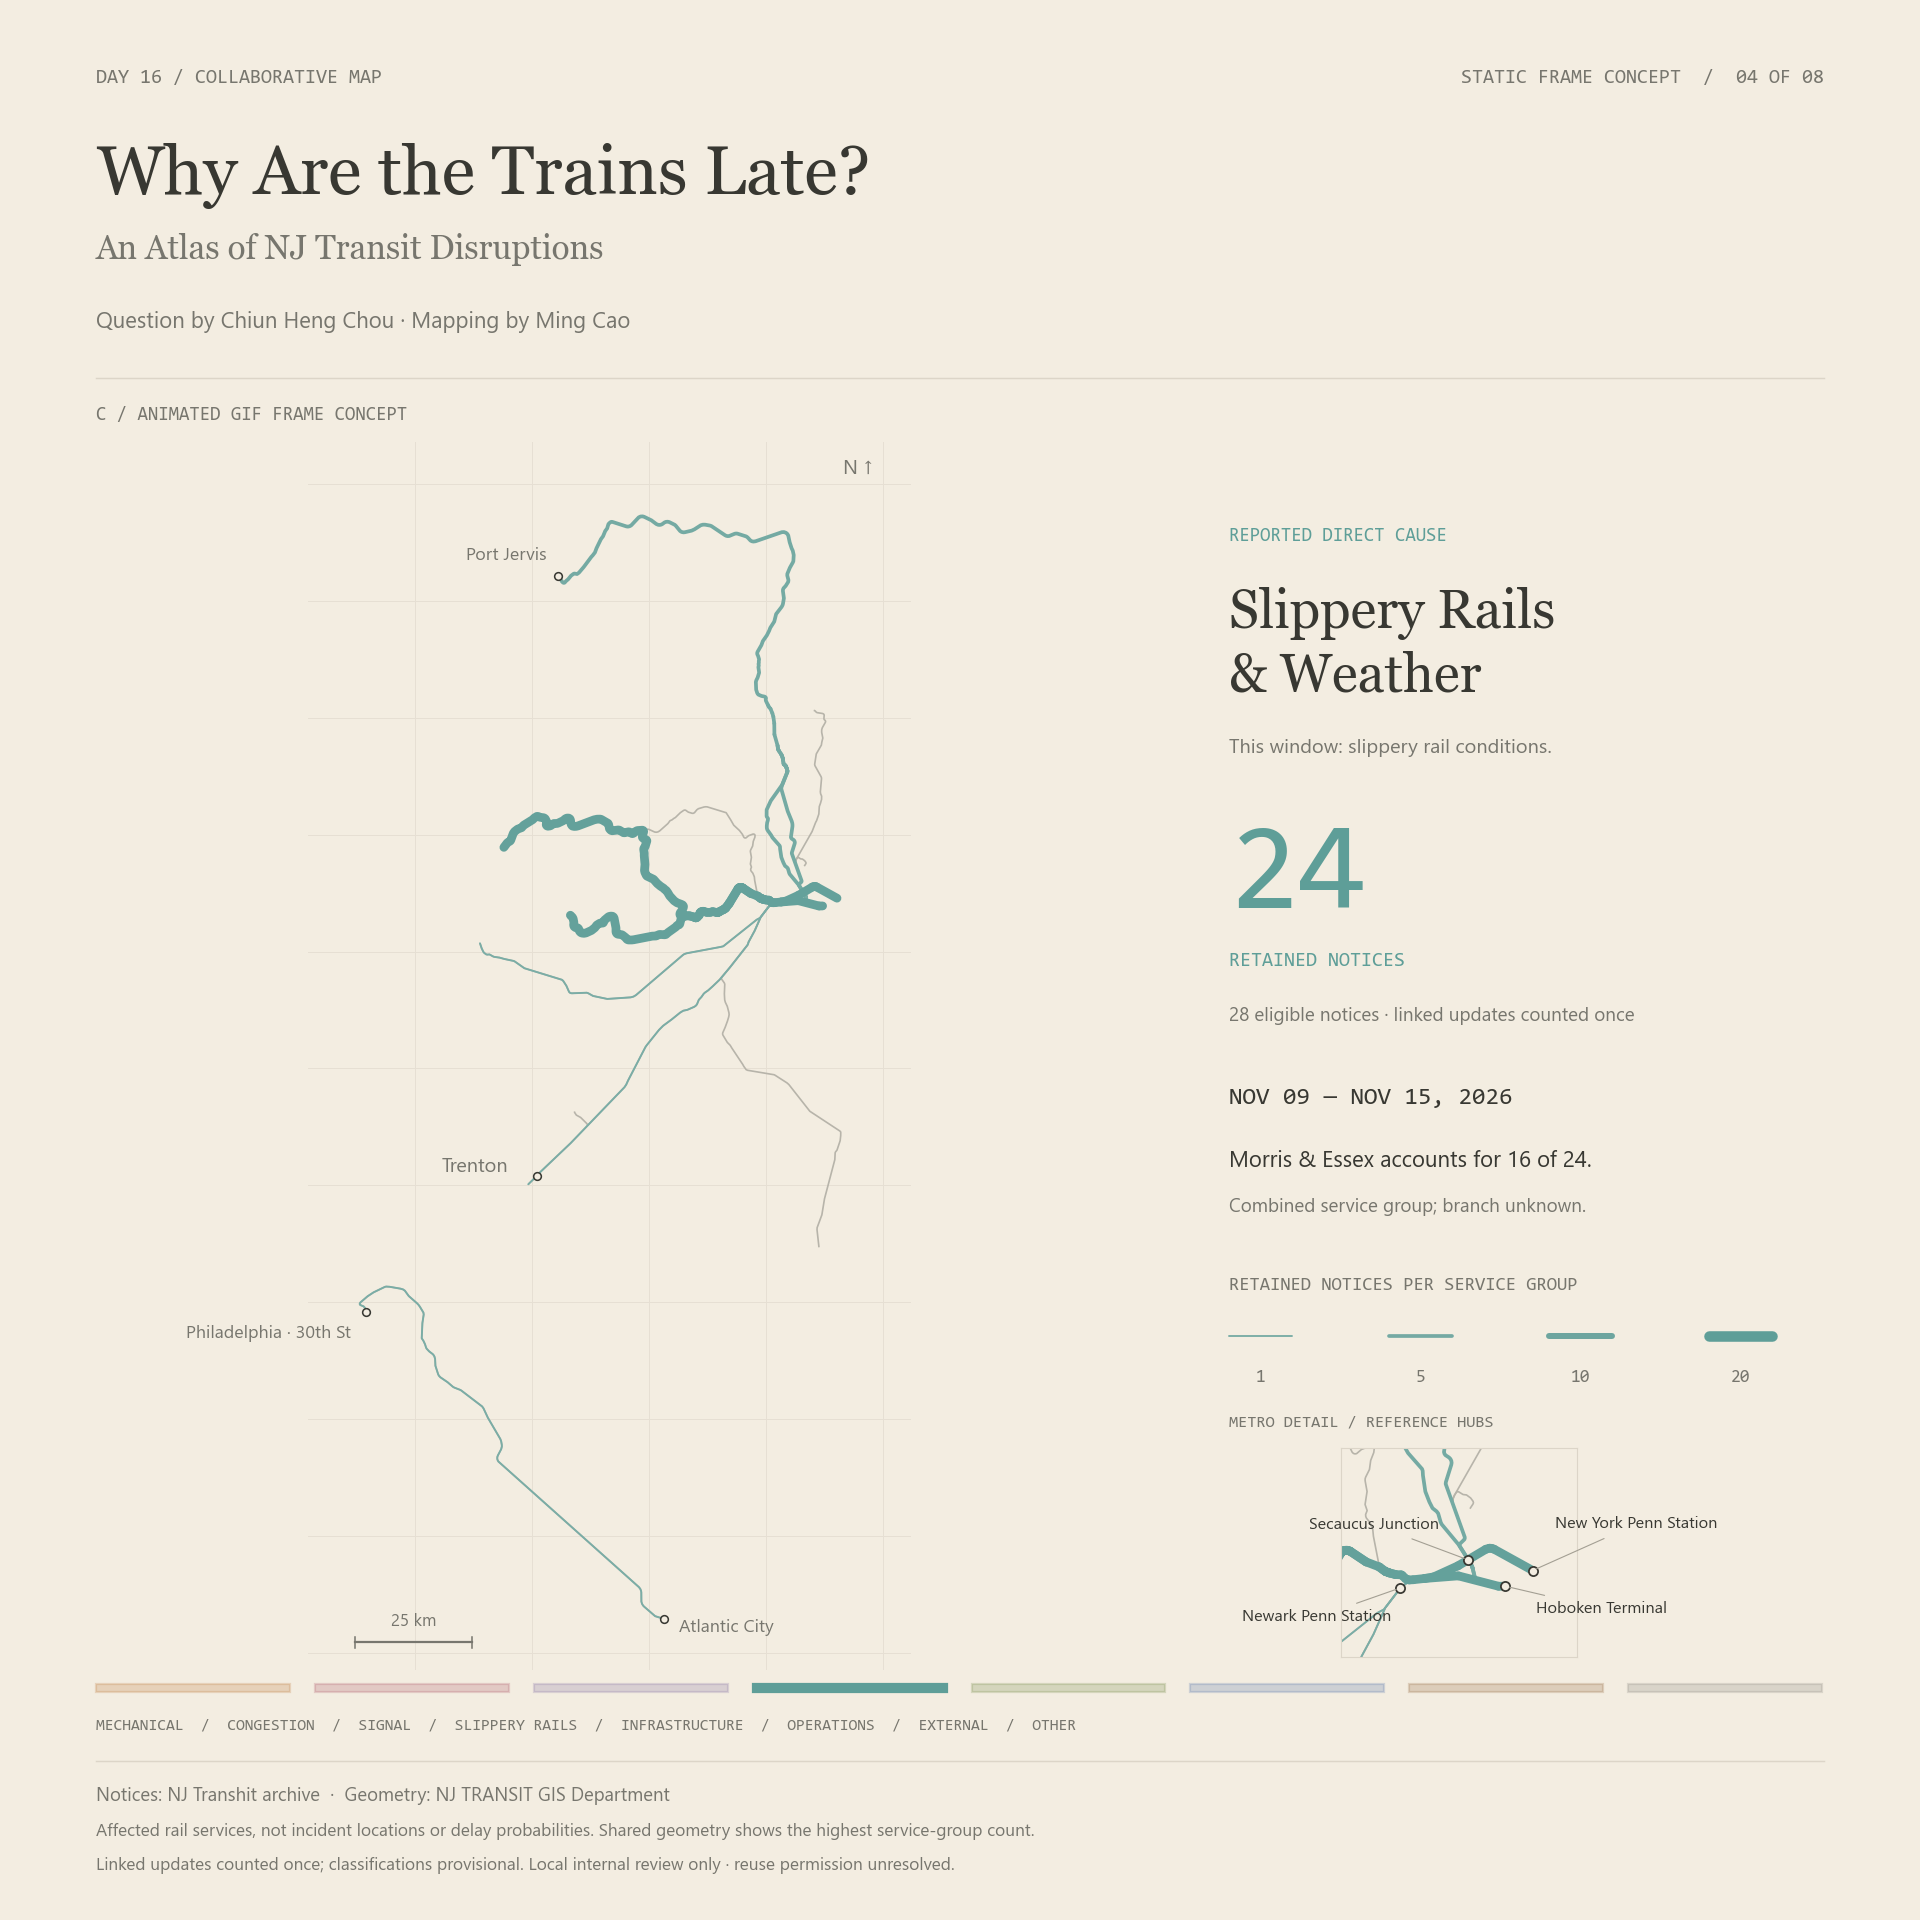 DAY 16 / COLLABORATIVE MAP
STATIC FRAME CONCEPT / 04 OF 08
Why Are the Trains Late?
An Atlas of NJ Transit Disruptions
Question by Chiun Heng Chou · Mapping by Ming Cao
C / ANIMATED GIF FRAME CONCEPT
N ↑
Port Jervis
Trenton
Philadelphia · 30th St
25 km
Atlantic City
REPORTED DIRECT CAUSE
Slippery Rails
& Weather
This window: slippery rail conditions.
24
RETAINED NOTICES
28 eligible notices · linked updates counted once
NOV 09 — NOV 15, 2026
Morris & Essex accounts for 16 of 24.
Combined service group; branch unknown.
RETAINED NOTICES PER SERVICE GROUP
1 5 10 20
METRO DETAIL / REFERENCE HUBS
Secaucus Junction
New York Penn Station
Newark Penn Station
Hoboken Terminal
MECHANICAL / CONGESTION / SIGNAL / SLIPPERY RAILS / INFRASTRUCTURE / OPERATIONS / EXTERNAL / OTHER
Notices: NJ Transhit archive · Geometry: NJ TRANSIT GIS Department
Affected rail services, not incident locations or delay probabilities. Shared geometry shows the highest service-group count.
Linked updates counted once; classifications provisional. Local internal review only · reuse permission unresolved.